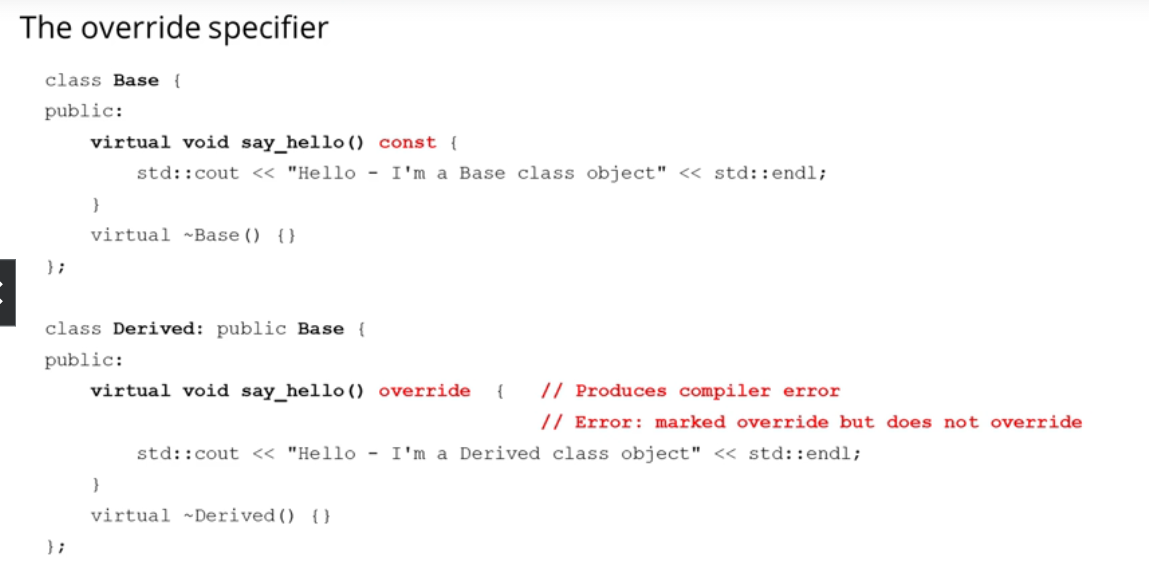 The override specifier
class Base {
public:
virtual void say_hello() const {
std::cout << "Hello - I'm a Base class object" << std::endl;
}
virtual ~Base() {}
};
class Derived: public Base {
public:
virtual void say_hello() override { // Produces compiler error
// Error: marked override but does not override
std::cout << "Hello - I'm a Derived class object" << std::endl;
}
virtual ~Derived() {}
};